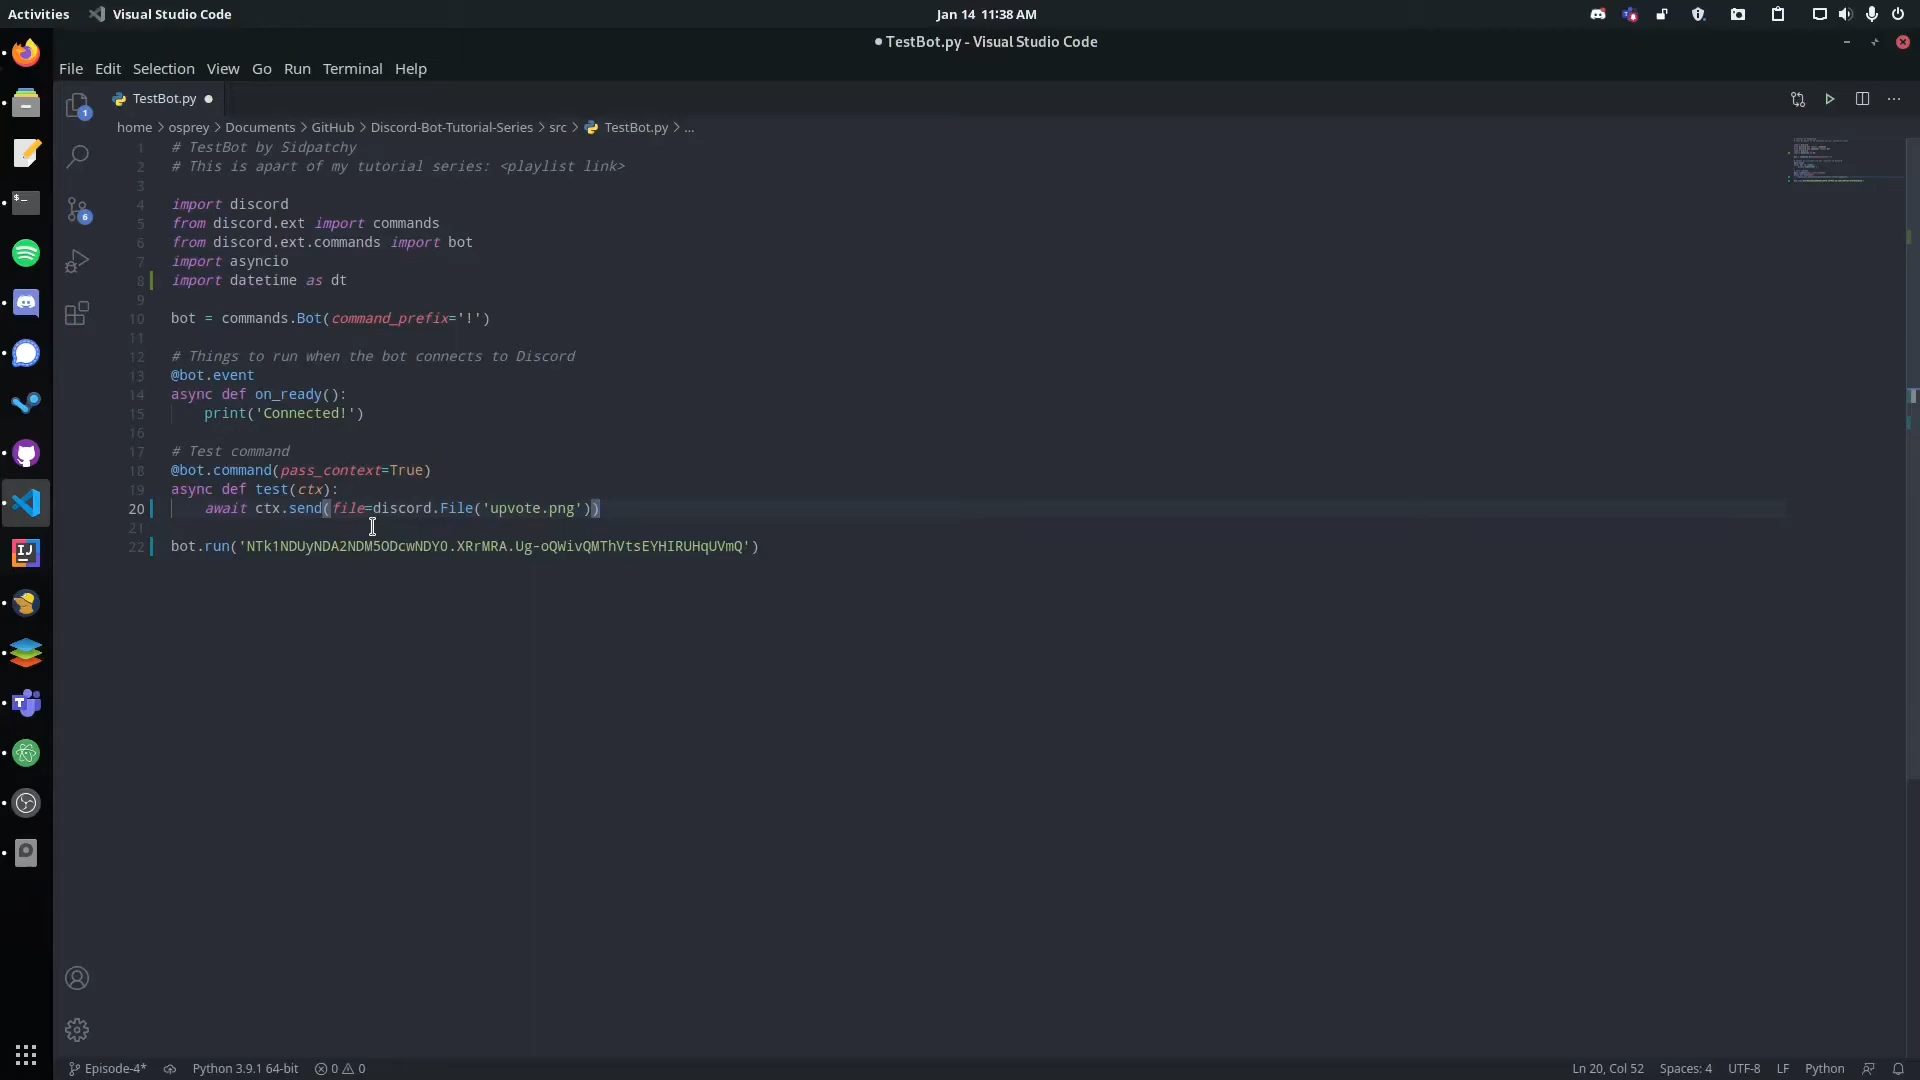 Activities Visual Studio Code Jan 14 11:38 AM
● TestBot.py - Visual Studio Code
File Edit Selection View Go Run Terminal Help
TestBot.py
home > osprey > Documents > GitHub > Discord-Bot-Tutorial-Series > src > TestBot.py > ...
1 # TestBot by Sidpatchy
2 # This is apart of my tutorial series: <playlist link>
3
4 import discord
5 from discord.ext import commands
6 from discord.ext.commands import bot
7 import asyncio
8 import datetime as dt
9
10 bot = commands.Bot(command_prefix='!')
11
12 # Things to run when the bot connects to Discord
13 @bot.event
14 async def on_ready():
15 print('Connected!')
16
17 # Test command
18 @bot.command(pass_context=True)
19 async def test(ctx):
20 await ctx.send(file=discord.File('upvote.png'))
21
22 bot.run('NTk1NDUyNDA2NDM5ODcwNDY0.XRrMRA.Ug-oQWivQMThVtsEYHIRUHqUVmQ')
1
6
Episode-4* Python 3.9.1 64-bit 0 0 Ln 20, Col 52 Spaces: 4 UTF-8 LF Python